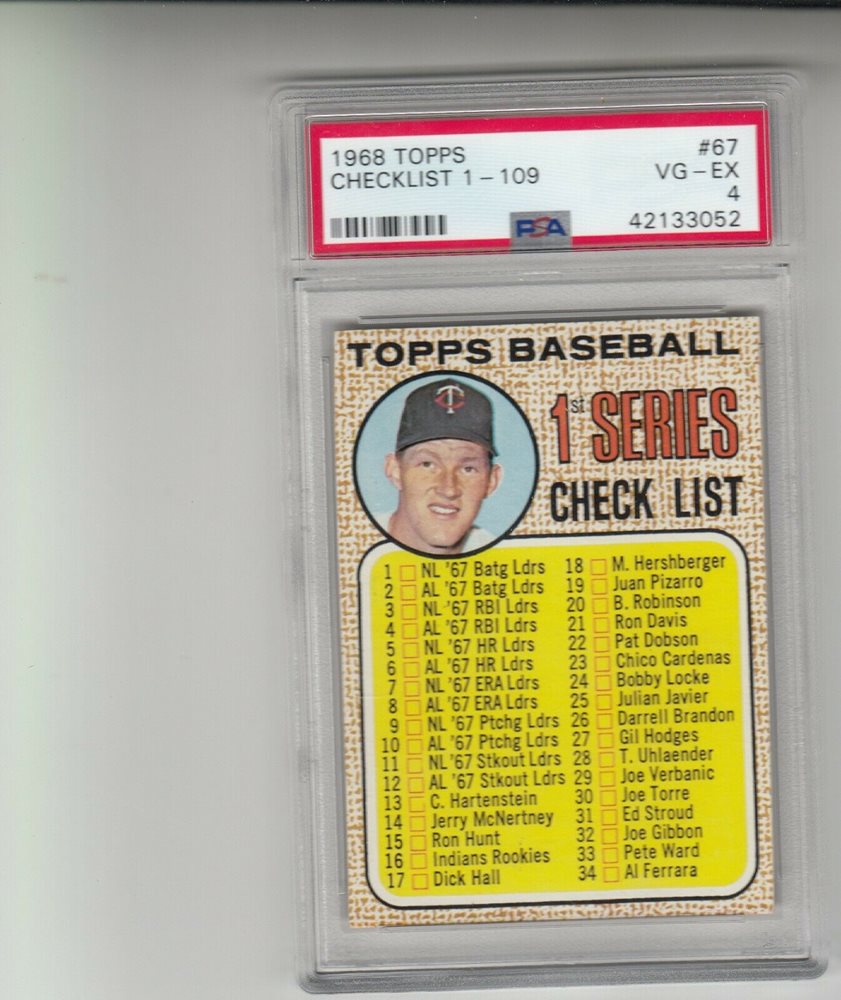 1968 TOPPS #67
CHECKLIST 1 – 109 VG – EX
4
PSA 42133052
TOPPS BASEBALL
TC
1st SERIES
CHECK LIST
1 NL '67 Batg Ldrs
2 AL '67 Batg Ldrs
3 NL '67 RBI Ldrs
4 AL '67 RBI Ldrs
5 NL '67 HR Ldrs
6 AL '67 HR Ldrs
7 NL '67 ERA Ldrs
8 AL '67 ERA Ldrs
9 NL '67 Ptchg Ldrs
10 AL '67 Ptchg Ldrs
11 NL '67 Stkout Ldrs
12 AL '67 Stkout Ldrs
13 C. Hartenstein
14 Jerry McNertney
15 Ron Hunt
16 Indians Rookies
17 Dick Hall
18 M. Hershberger
19 Juan Pizarro
20 B. Robinson
21 Ron Davis
22 Pat Dobson
23 Chico Cardenas
24 Bobby Locke
25 Julian Javier
26 Darrell Brandon
27 Gil Hodges
28 T. Uhlaender
29 Joe Verbanic
30 Joe Torre
31 Ed Stroud
32 Joe Gibbon
33 Pete Ward
34 Al Ferrara